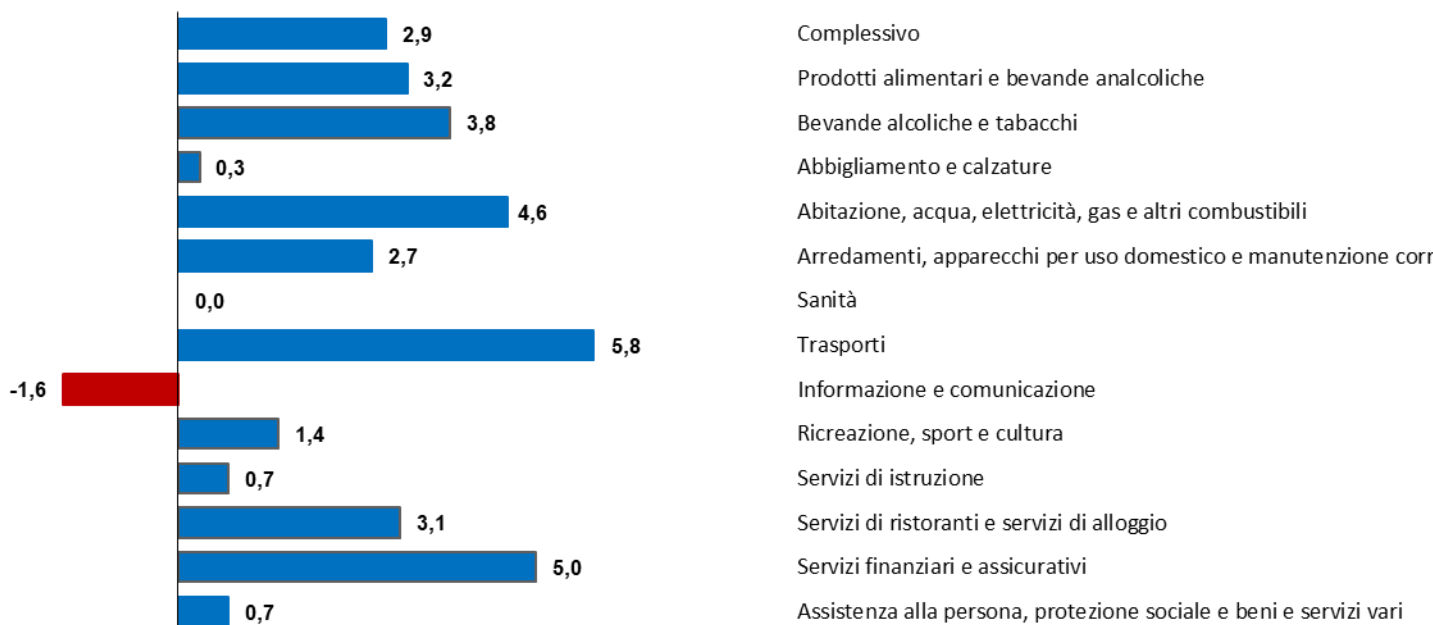 2,9 Complessivo
3,2 Prodotti alimentari e bevande analcoliche
3,8 Bevande alcoliche e tabacchi
0,3 Abbigliamento e calzature
4,6 Abitazione, acqua, elettricità, gas e altri combustibili
2,7 Arredamenti, apparecchi per uso domestico e manutenzione corr
0,0 Sanità
5,8 Trasporti
-1,6 Informazione e comunicazione
1,4 Ricreazione, sport e cultura
0,7 Servizi di istruzione
3,1 Servizi di ristoranti e servizi di alloggio
5,0 Servizi finanziari e assicurativi
0,7 Assistenza alla persona, protezione sociale e beni e servizi vari